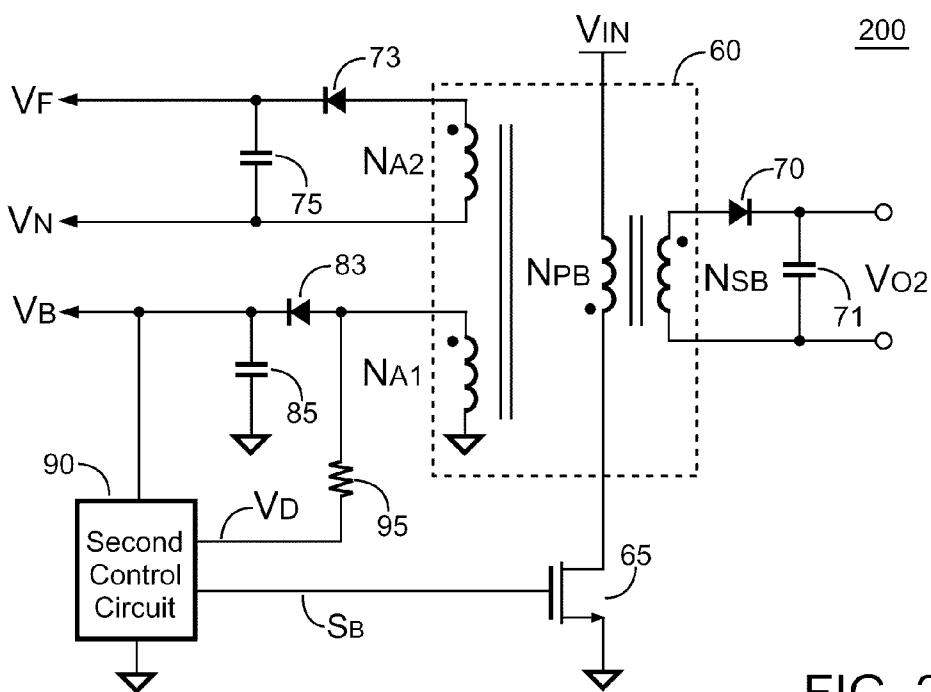 VIN
200
60
73
VF
NA2
75
VN
70
83
NPB
NSB
71
VO2
VB
NA1
85
90
95
VD
Second
Control
Circuit
65
SB
FIG.